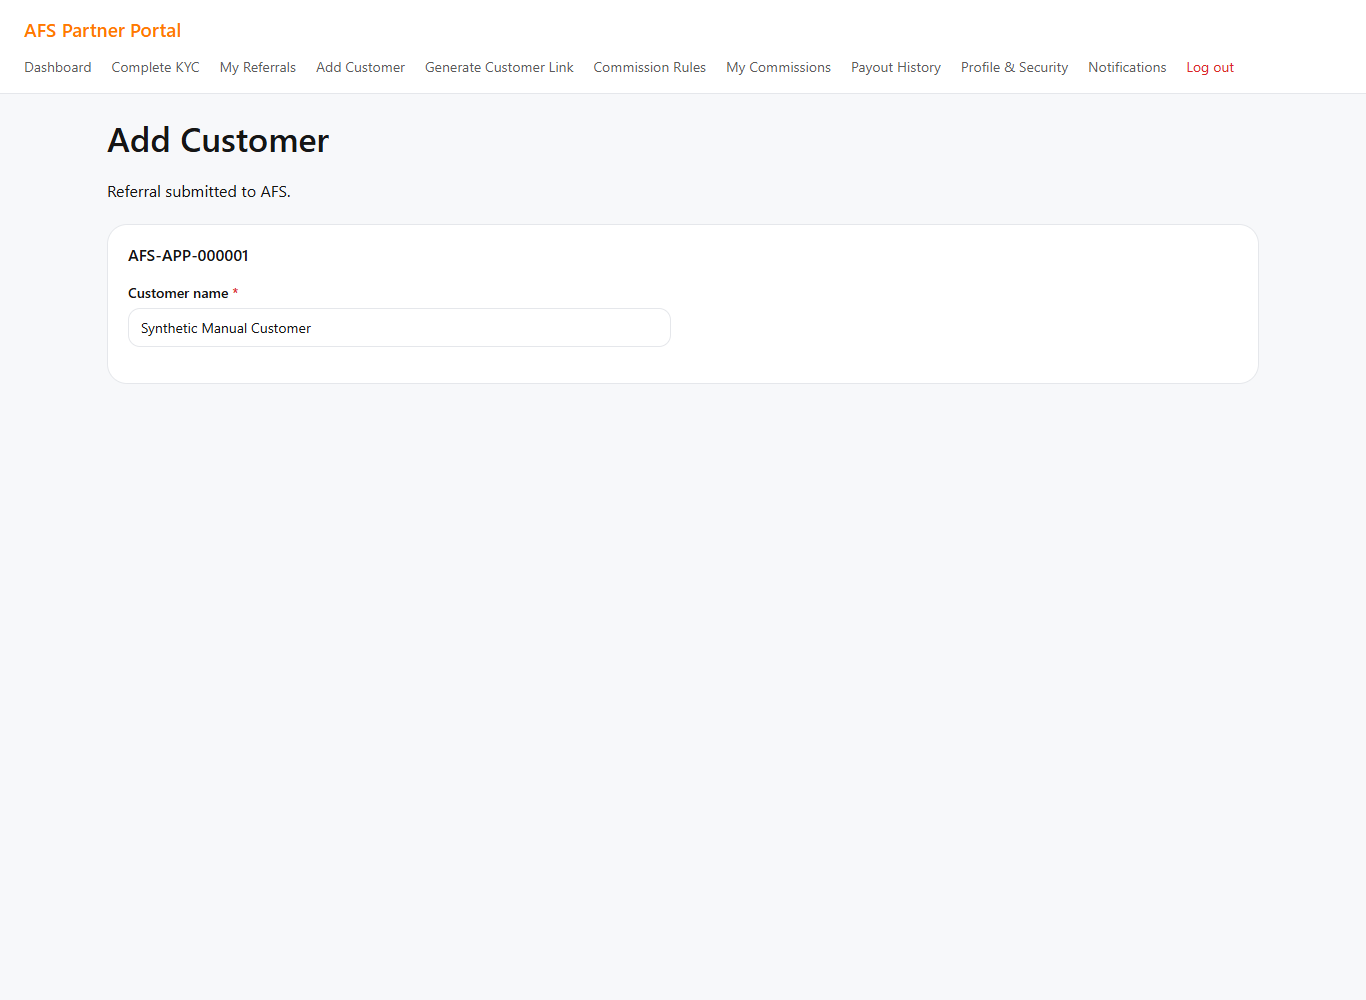 AFS Partner Portal
Dashboard Complete KYC My Referrals Add Customer Generate Customer Link Commission Rules My Commissions Payout History Profile & Security Notifications Log out
Add Customer
Referral submitted to AFS.
AFS-APP-000001
Customer name *
Synthetic Manual Customer